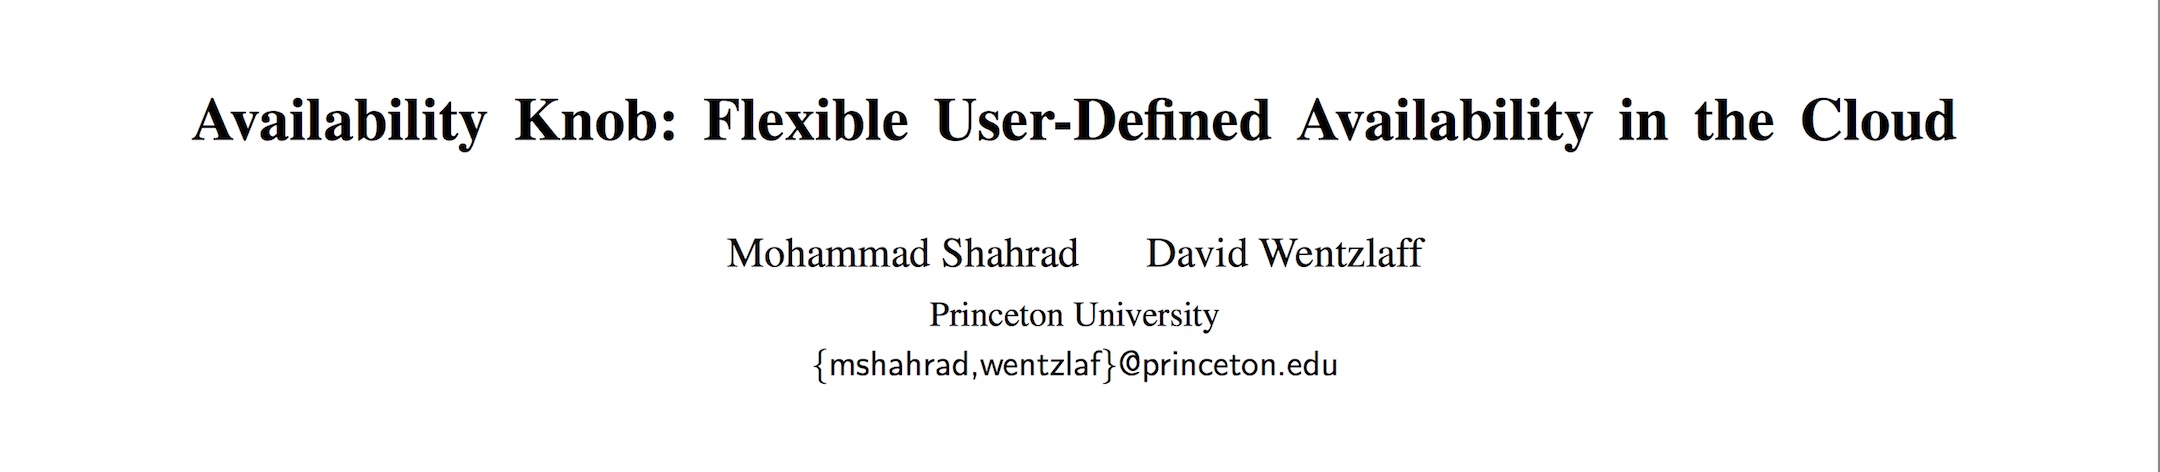 Availability Knob: Flexible User-Defined Availability in the Cloud
Mohammad Shahrad David Wentzlaff
Princeton University
{mshahrad,wentzlaf}@princeton.edu